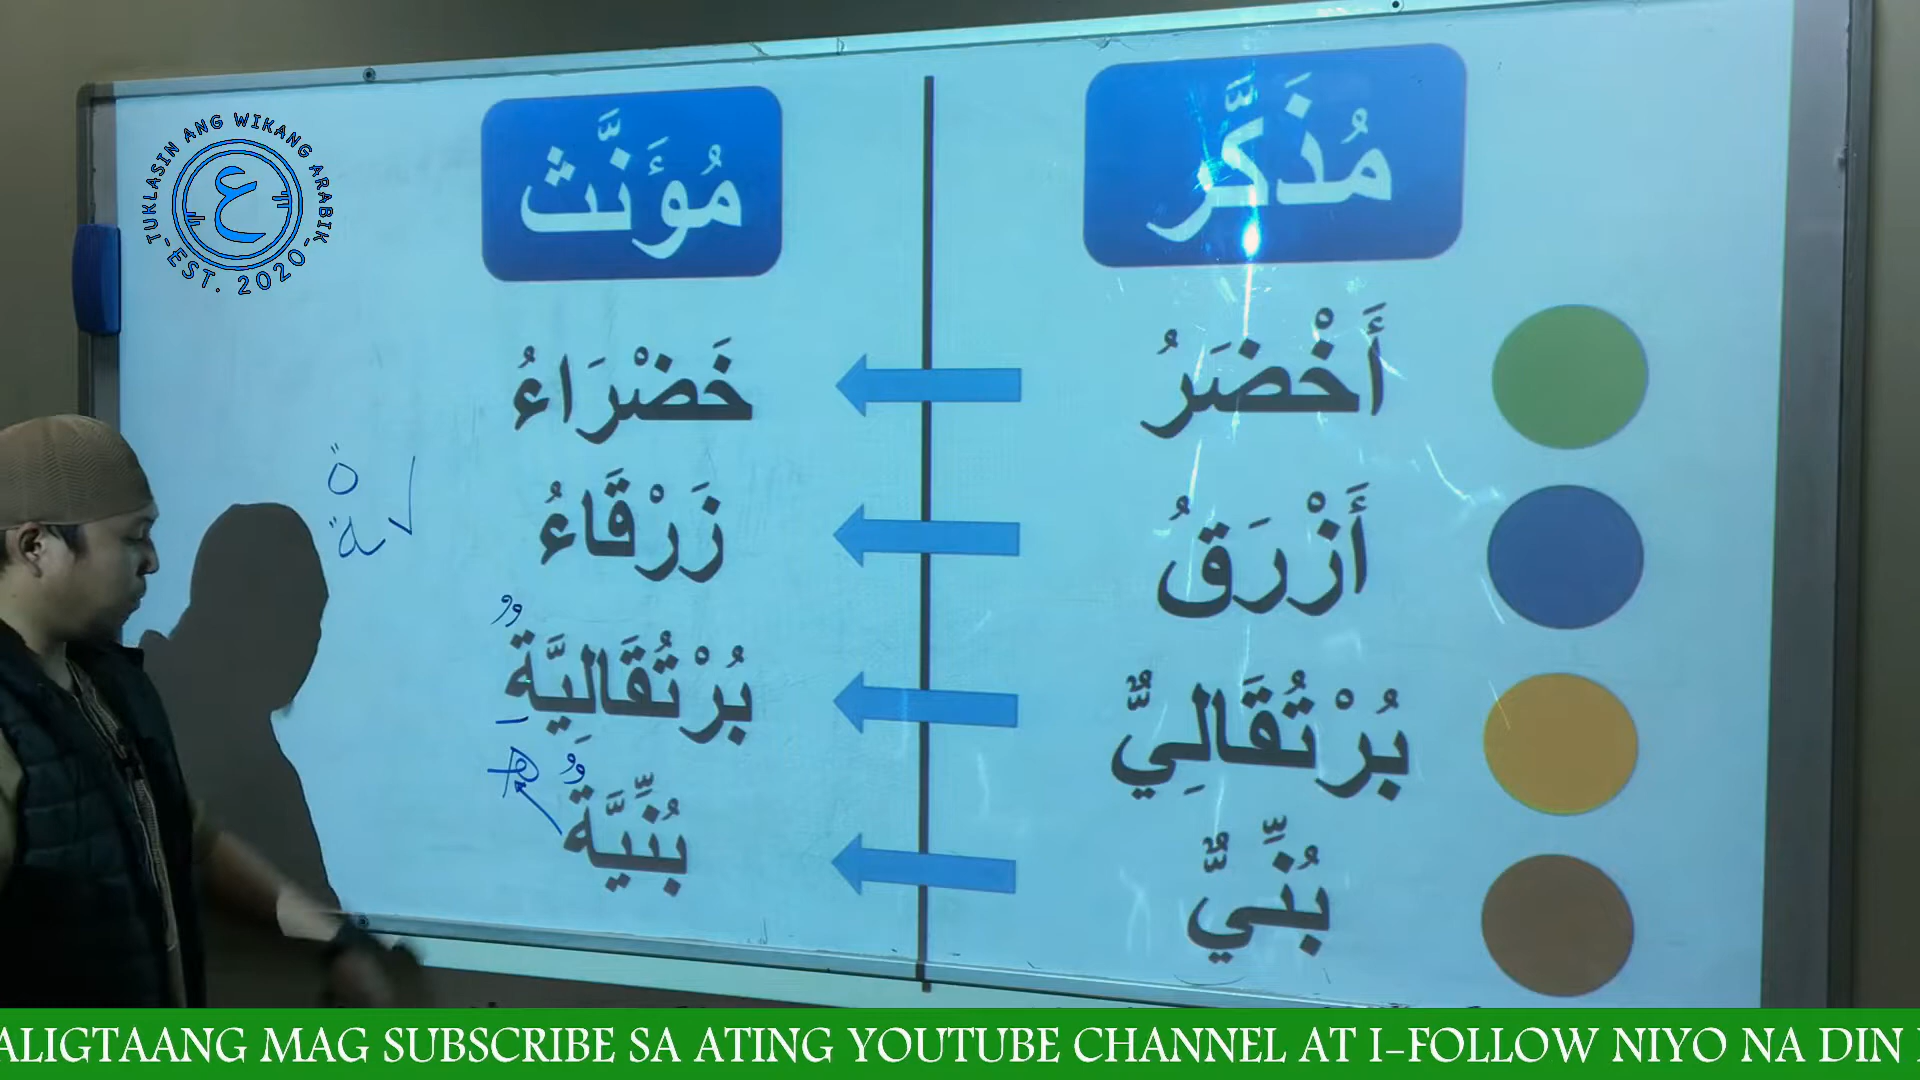 TUKLASIN ANG WIKANG ARABIK
-EST. 2020-
ع
مُذَكَّر
مُؤَنَّث
أَخْضَرُ
خَضْرَاءُ
أَزْرَقُ
زَرْقَاءُ
بُرْتُقَالِيٌّ
بُرْتُقَالِيَّة
بُنِّيٌّ
بُنِّيَّة
ة
ـة
ALIGTAANG MAG SUBSCRIBE SA ATING YOUTUBE CHANNEL AT I-FOLLOW NIYO NA DIN